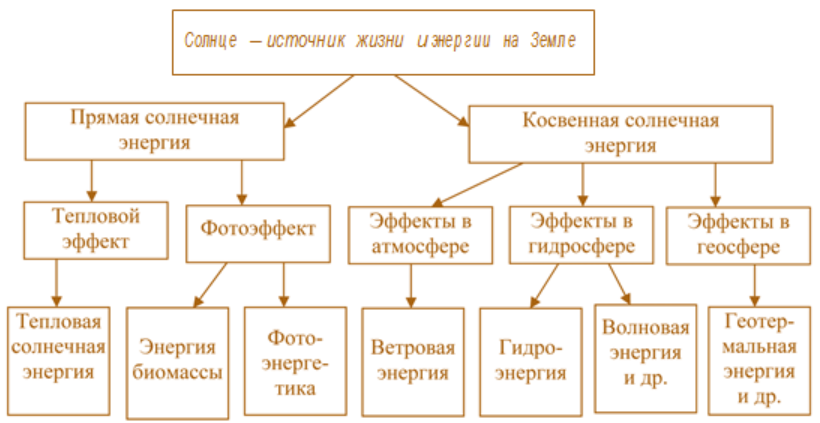 Солнце – источник жизни и энергии на Земле
Прямая солнечная
энергия
Косвенная солнечная
энергия
Тепловой
эффект
Фотоэффект
Эффекты в
атмосфере
Эффекты в
гидросфере
Эффекты в
геосфере
Тепловая
солнечная
энергия
Энергия
биомассы
Фото-
энерге-
тика
Ветровая
энергия
Гидро-
энергия
Волновая
энергия
и др.
Геотер-
мальная
энергия
и др.